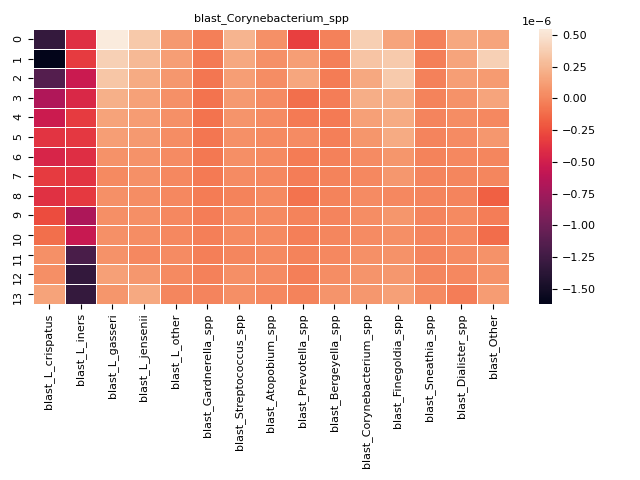 blast_Corynebacterium_spp
1e−6
0
1
2
3
4
5
6
7
8
9
10
11
12
13
0.50
0.25
0.00
−0.25
−0.50
−0.75
−1.00
−1.25
−1.50
blast_L_crispatus
blast_L_iners
blast_L_gasseri
blast_L_jensenii
blast_L_other
blast_Gardnerella_spp
blast_Streptococcus_spp
blast_Atopobium_spp
blast_Prevotella_spp
blast_Bergeyella_spp
blast_Corynebacterium_spp
blast_Finegoldia_spp
blast_Sneathia_spp
blast_Dialister_spp
blast_Other